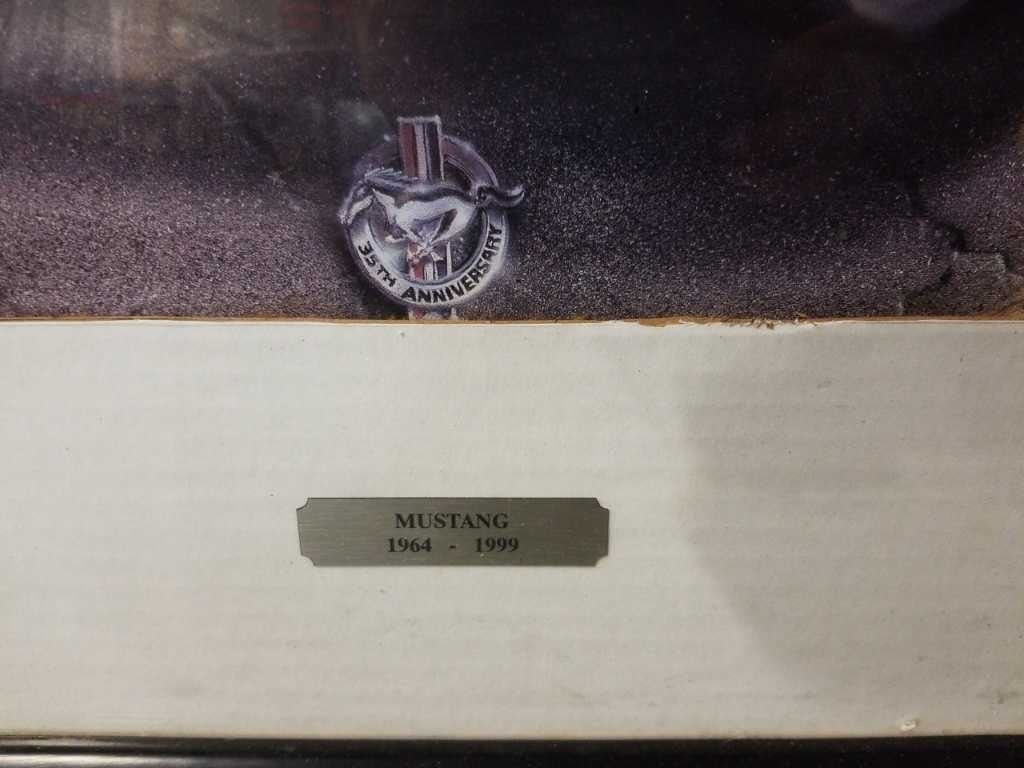 35TH ANNIVERSARY
MUSTANG
1964 - 1999